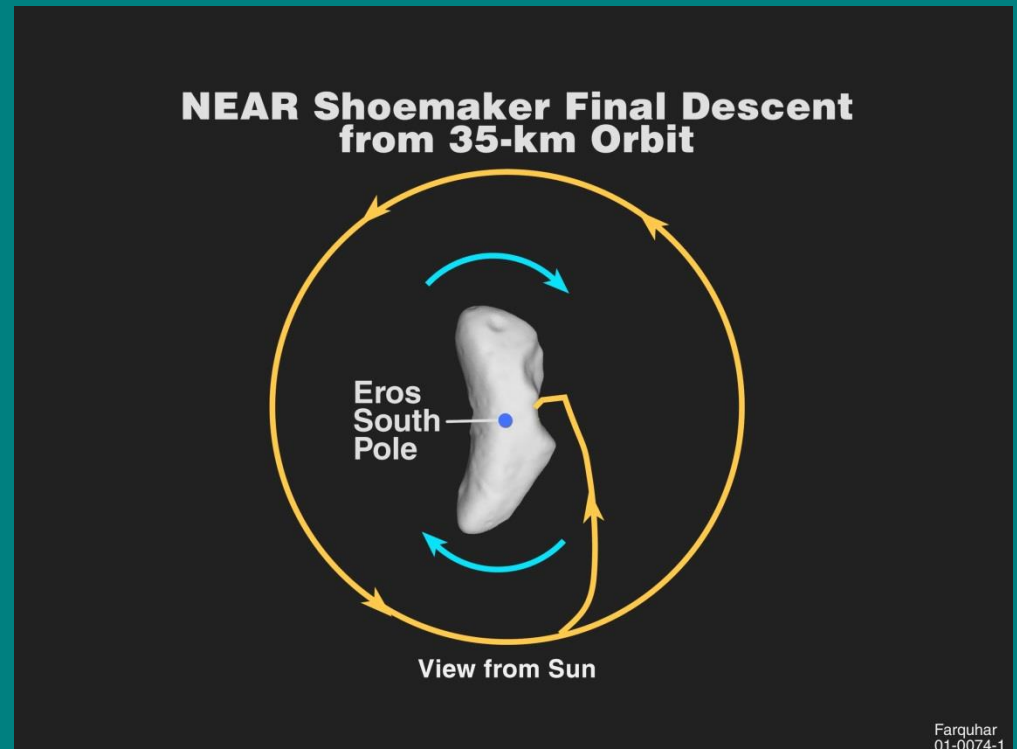 NEAR Shoemaker Final Descent
from 35-km Orbit
Eros
South
Pole
View from Sun
Farquhar
01-0074-1